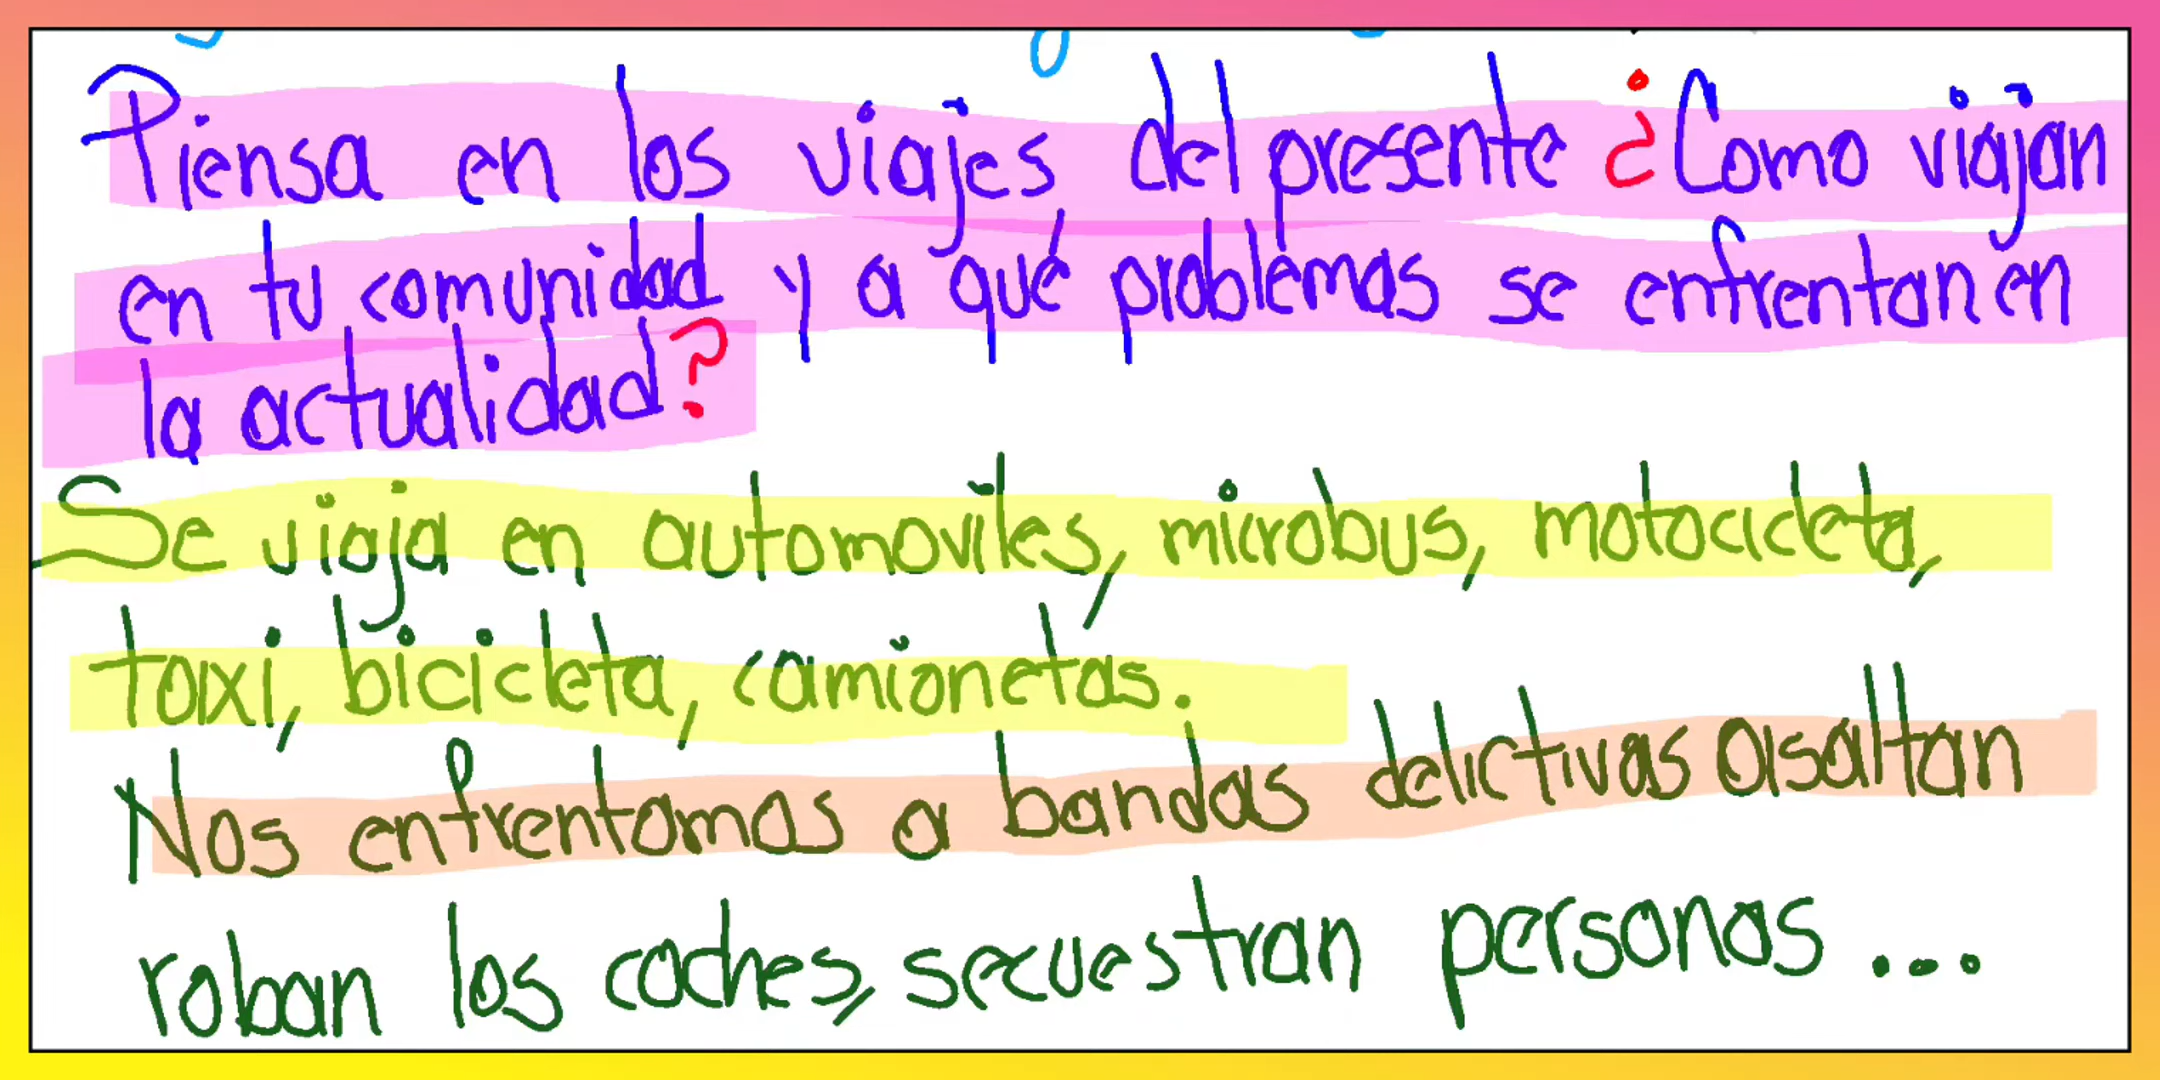 Piensa en los viajes del presente ¿Como viajan
en tu comunidad y a qué problemas se enfrentan en
la actualidad?
Se viaja en automoviles, microbus, motocicleta,
taxi, bicicleta, camionetas.
Nos enfrentamos a bandas delictivas asaltan
roban los coches, secuestran personas...